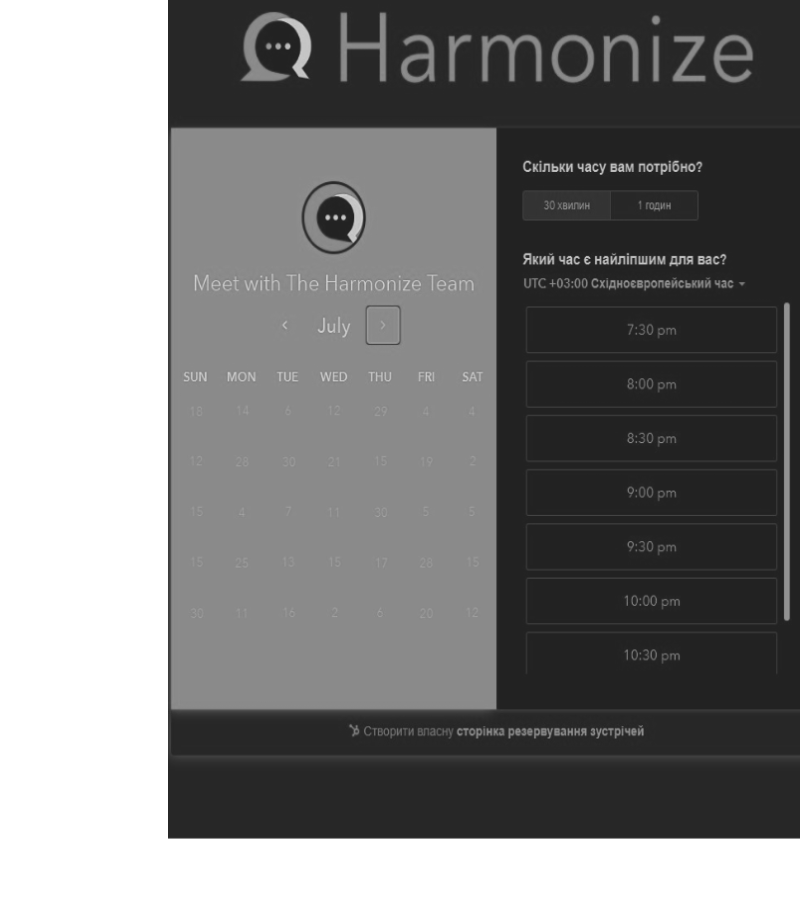 Harmonize
Meet with The Harmonize Team
July
SUN MON TUE WED THU FRI SAT
18 14 6 12 29 4 4
12 28 30 21 15 19 2
15 4 7 11 30 5 5
15 25 13 15 17 28 15
30 11 16 2 6 20 12
Скільки часу вам потрібно?
30 хвилин 1 годин
Який час є найліпшим для вас?
UTC +03:00 Східноєвропейський час
7:30 pm
8:00 pm
8:30 pm
9:00 pm
9:30 pm
10:00 pm
10:30 pm
Створити власну сторінка резервування зустрічей